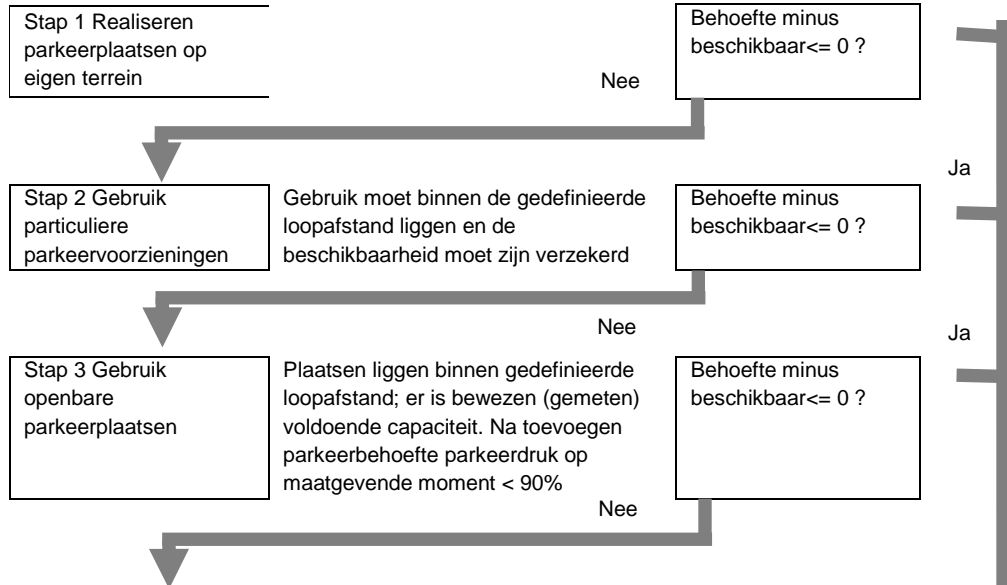 Stap 1 Realiseren
parkeerplaatsen op
eigen terrein
Behoefte minus
beschikbaar<= 0 ?
Nee
Ja
Stap 2 Gebruik
particuliere
parkeervoorzieningen
Gebruik moet binnen de gedefinieerde
loopafstand liggen en de
beschikbaarheid moet zijn verzekerd
Behoefte minus
beschikbaar<= 0 ?
Nee
Ja
Stap 3 Gebruik
openbare
parkeerplaatsen
Plaatsen liggen binnen gedefinieerde
loopafstand; er is bewezen (gemeten)
voldoende capaciteit. Na toevoegen
parkeerbehoefte parkeerdruk op
maatgevende moment < 90%
Behoefte minus
beschikbaar<= 0 ?
Nee